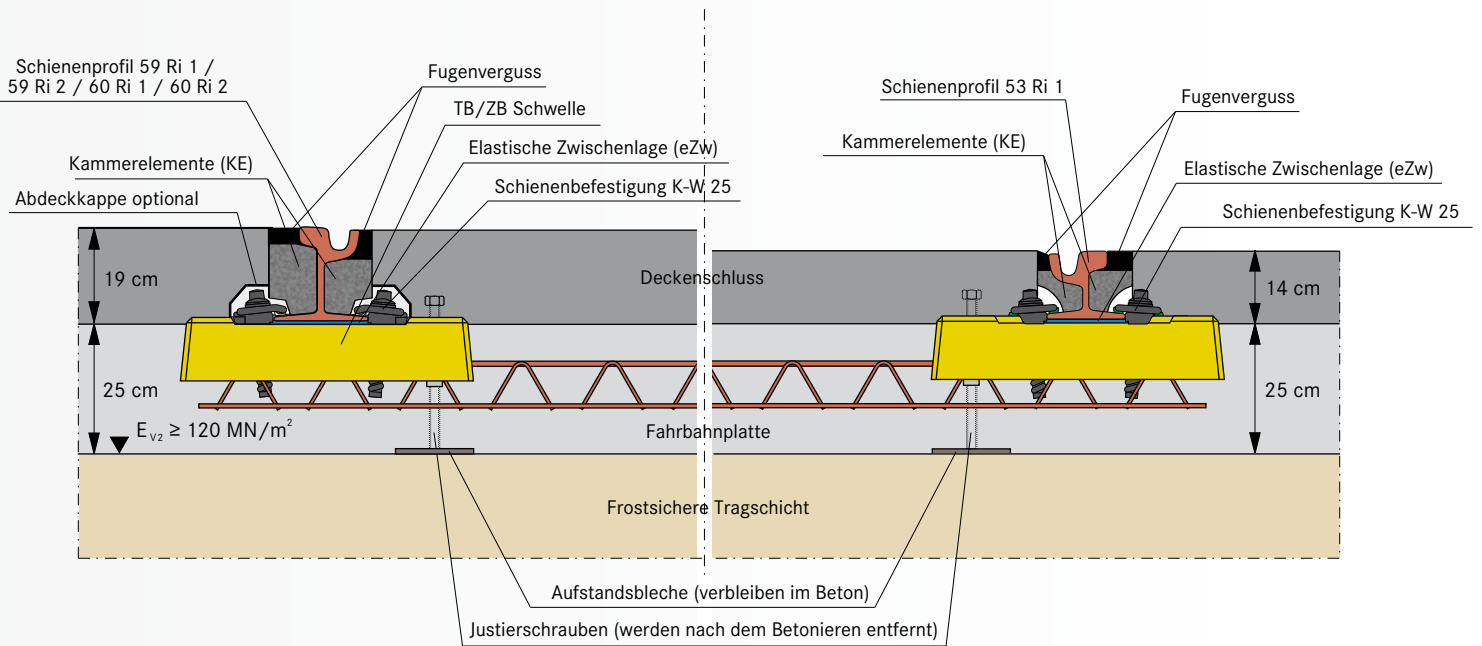 Schienenprofil 59 Ri 1 /
59 Ri 2 / 60 Ri 1 / 60 Ri 2
Fugenverguss
TB/ZB Schwelle
Elastische Zwischenlage (eZw)
Kammerelemente (KE)
Schienenbefestigung K-W 25
Abdeckkappe optional
Schienenprofil 53 Ri 1
Fugenverguss
Kammerelemente (KE)
Elastische Zwischenlage (eZw)
Schienenbefestigung K-W 25
19 cm
Deckenschluss
14 cm
25 cm
25 cm
E_V2 ≥ 120 MN/m²
Fahrbahnplatte
Frostsichere Tragschicht
Aufstandsbleche (verbleiben im Beton)
Justierschrauben (werden nach dem Betonieren entfernt)